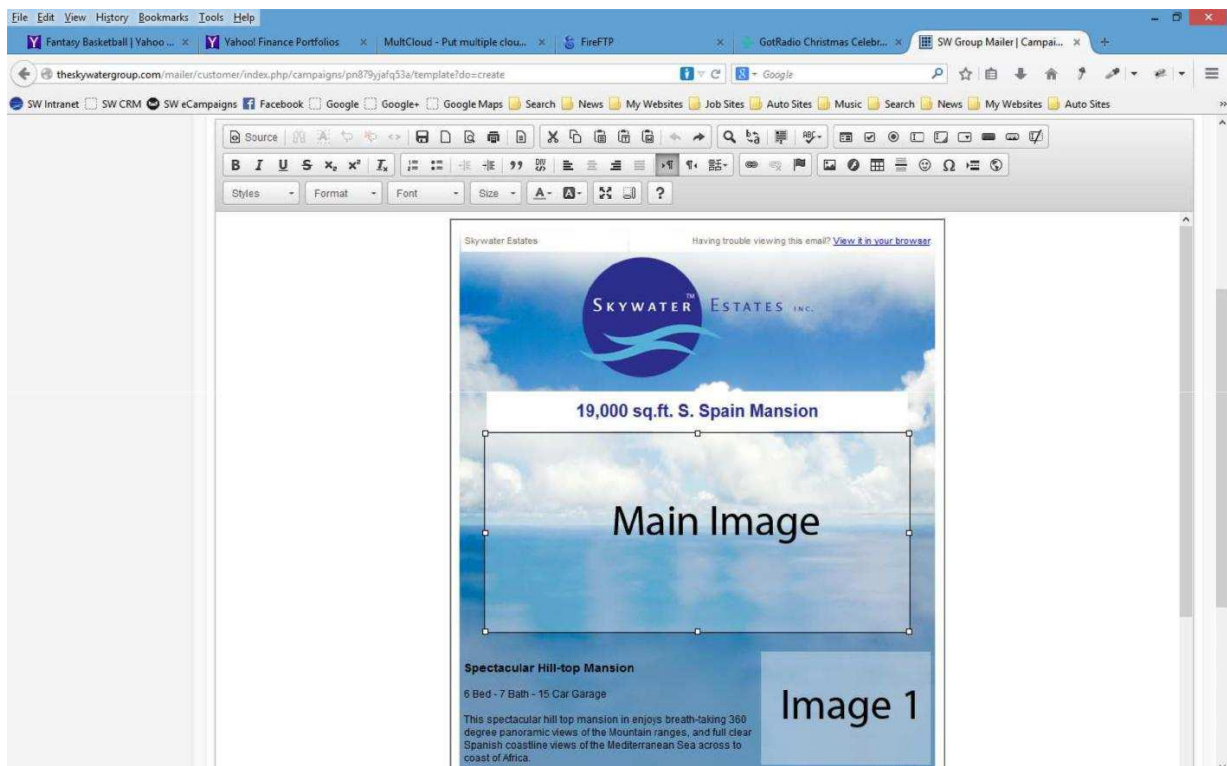 File Edit View History Bookmarks Tools Help
Fantasy Basketball | Yahoo ... × Yahoo! Finance Portfolios × MultCloud - Put multiple clou... × FireFTP × GotRadio Christmas Celebr... × SW Group Mailer | Campai... × +
theskywatergroup.com/mailer/customer/index.php/campaigns/pn879yjafq53a/template?do=create Google
SW Intranet SW CRM SW eCampaigns Facebook Google Google+ Google Maps Search News My Websites Job Sites Auto Sites Music Search News My Websites Auto Sites
Source
B I U S x₂ x² Iₓ
Styles Format Font Size A A ?
Skywater Estates Having trouble viewing this email? View it in your browser.
SKYWATER™ ESTATES INC.
19,000 sq.ft. S. Spain Mansion
Main Image
Spectacular Hill-top Mansion
6 Bed - 7 Bath - 15 Car Garage
Image 1
This spectacular hill top mansion in enjoys breath-taking 360
degree panoramic views of the Mountain ranges, and full clear
Spanish coastline views of the Mediterranean Sea across to
coast of Africa.